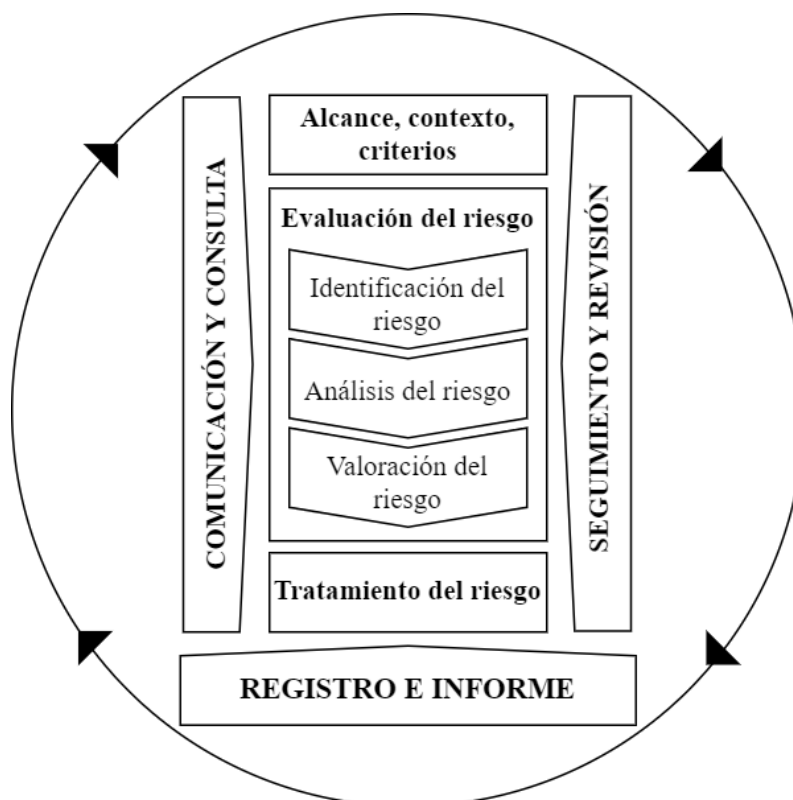 Alcance, contexto,
criterios
COMUNICACIÓN Y CONSULTA
Evaluación del riesgo
Identificación del
riesgo
Análisis del riesgo
Valoración del
riesgo
SEGUIMIENTO Y REVISIÓN
Tratamiento del riesgo
REGISTRO E INFORME